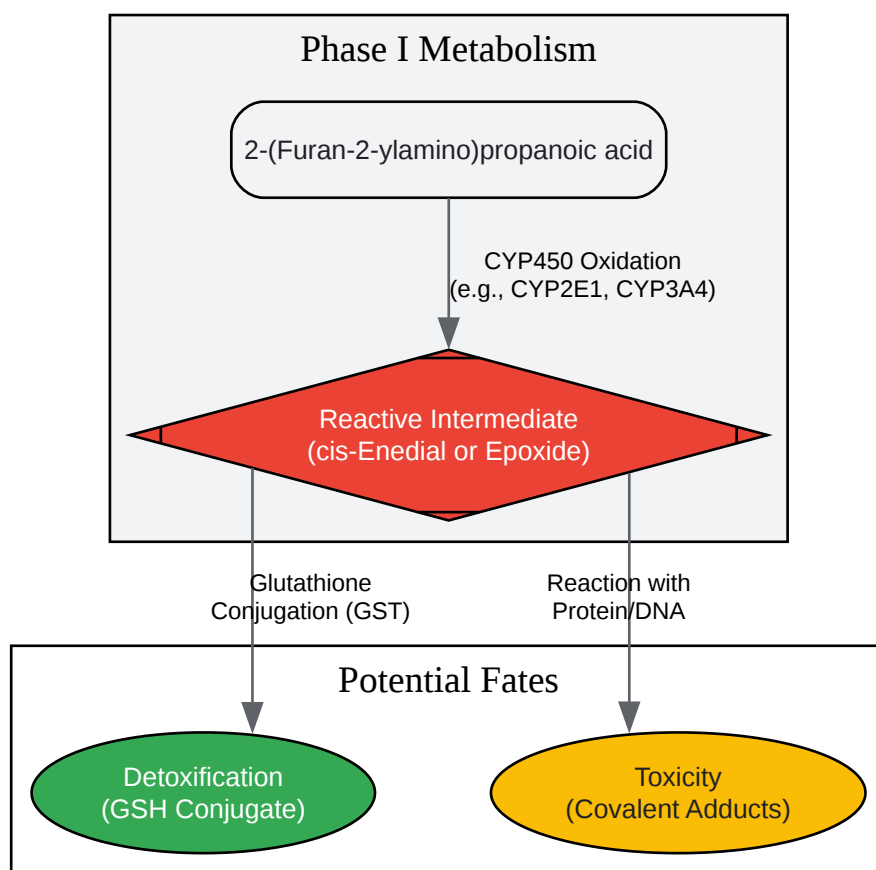 Phase I Metabolism
2-(Furan-2-ylamino)propanoic acid
CYP450 Oxidation
(e.g., CYP2E1, CYP3A4)
Reactive Intermediate
(cis-Enedial or Epoxide)
Glutathione
Conjugation (GST)
Reaction with
Protein/DNA
Potential Fates
Detoxification
(GSH Conjugate)
Toxicity
(Covalent Adducts)